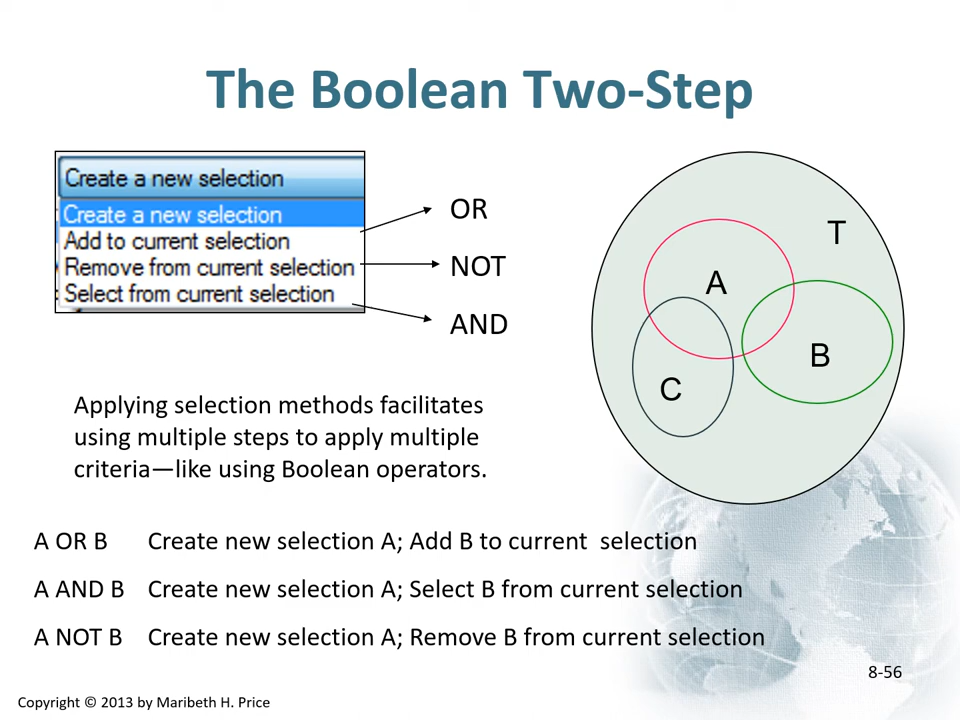 The Boolean Two-Step
Create a new selection
Create a new selection
Add to current selection
Remove from current selection
Select from current selection
OR
NOT
AND
T
A
B
C
Applying selection methods facilitates
using multiple steps to apply multiple
criteria—like using Boolean operators.
A OR B Create new selection A; Add B to current selection
A AND B Create new selection A; Select B from current selection
A NOT B Create new selection A; Remove B from current selection
8-56
Copyright © 2013 by Maribeth H. Price